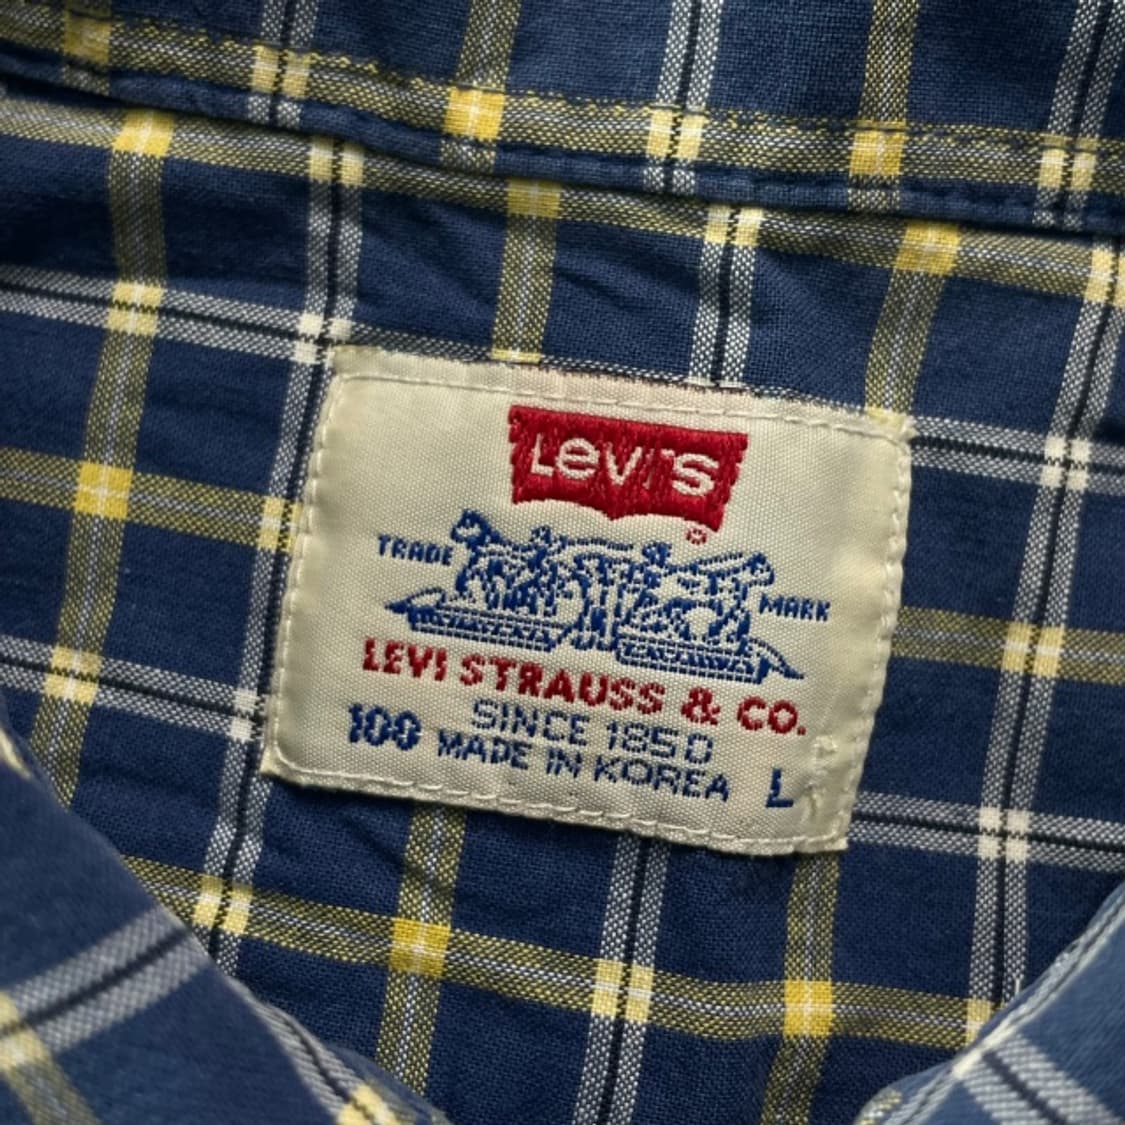 Levi's
®
TRADE MARK
LEVI STRAUSS & CO.
SINCE 1850
100 MADE IN KOREA L